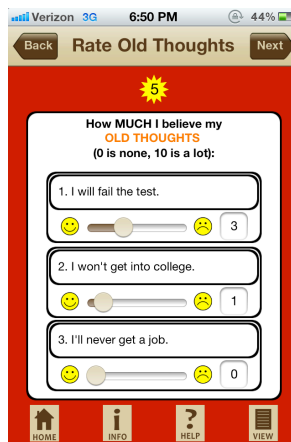 Verizon 3G 6:50 PM 44%
Back Rate Old Thoughts Next
5
How MUCH I believe my
OLD THOUGHTS
(0 is none, 10 is a lot):
1. I will fail the test.
3
2. I won't get into college.
1
3. I'll never get a job.
0
HOME INFO HELP VIEW